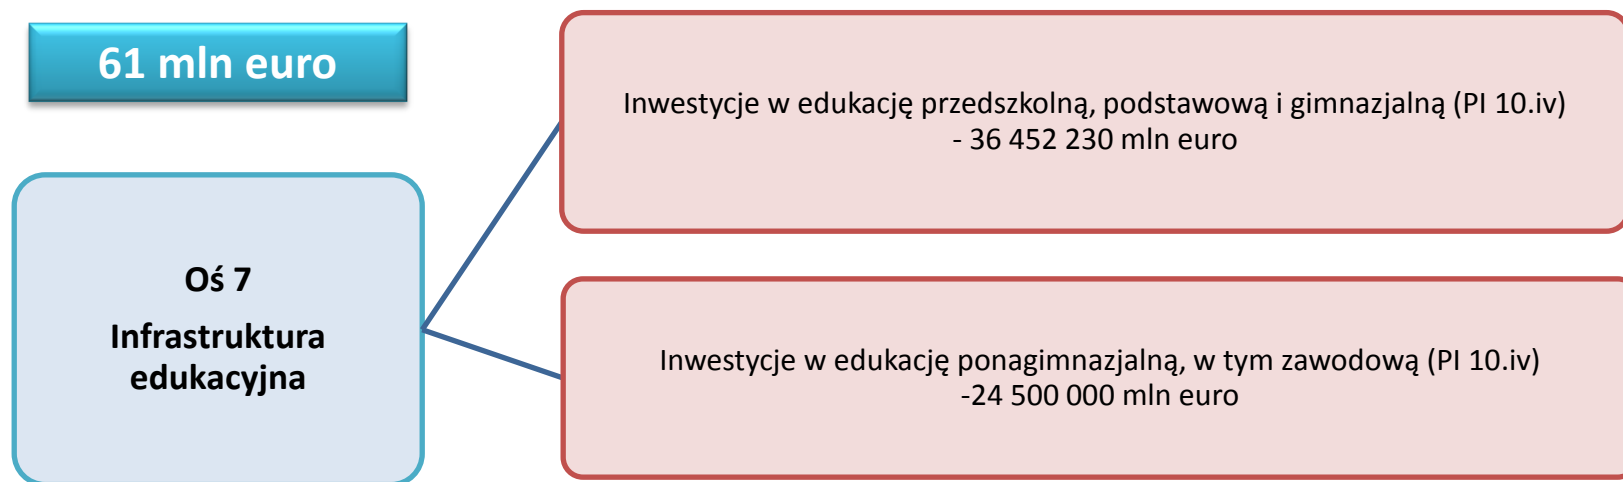 61 mln euro
Inwestycje w edukację przedszkolną, podstawową i gimnazjalną (PI 10.iv)
- 36 452 230 mln euro
Oś 7
Infrastruktura
edukacyjna
Inwestycje w edukację ponagimnazjalną, w tym zawodową (PI 10.iv)
-24 500 000 mln euro